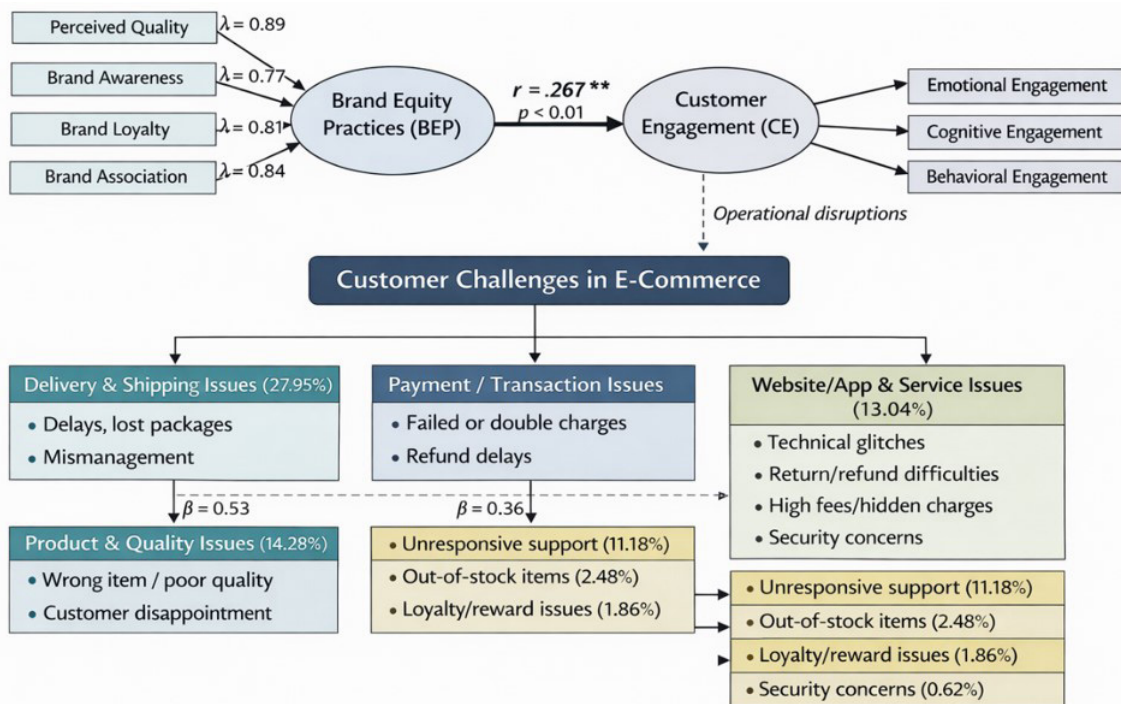 Perceived Quality
λ = 0.89
Brand Awareness
λ = 0.77
Brand Loyalty
λ = 0.81
Brand Association
λ = 0.84
Brand Equity
Practices (BEP)
r = .267 **
p < 0.01
Customer
Engagement (CE)
Emotional Engagement
Cognitive Engagement
Behavioral Engagement
Operational disruptions
Customer Challenges in E-Commerce
Delivery & Shipping Issues (27.95%)
• Delays, lost packages
• Mismanagement
β = 0.53
Product & Quality Issues (14.28%)
• Wrong item / poor quality
• Customer disappointment
Payment / Transaction Issues
• Failed or double charges
• Refund delays
β = 0.36
• Unresponsive support (11.18%)
• Out-of-stock items (2.48%)
• Loyalty/reward issues (1.86%)
Website/App & Service Issues
(13.04%)
• Technical glitches
• Return/refund difficulties
• High fees/hidden charges
• Security concerns
• Unresponsive support (11.18%)
• Out-of-stock items (2.48%)
• Loyalty/reward issues (1.86%)
• Security concerns (0.62%)